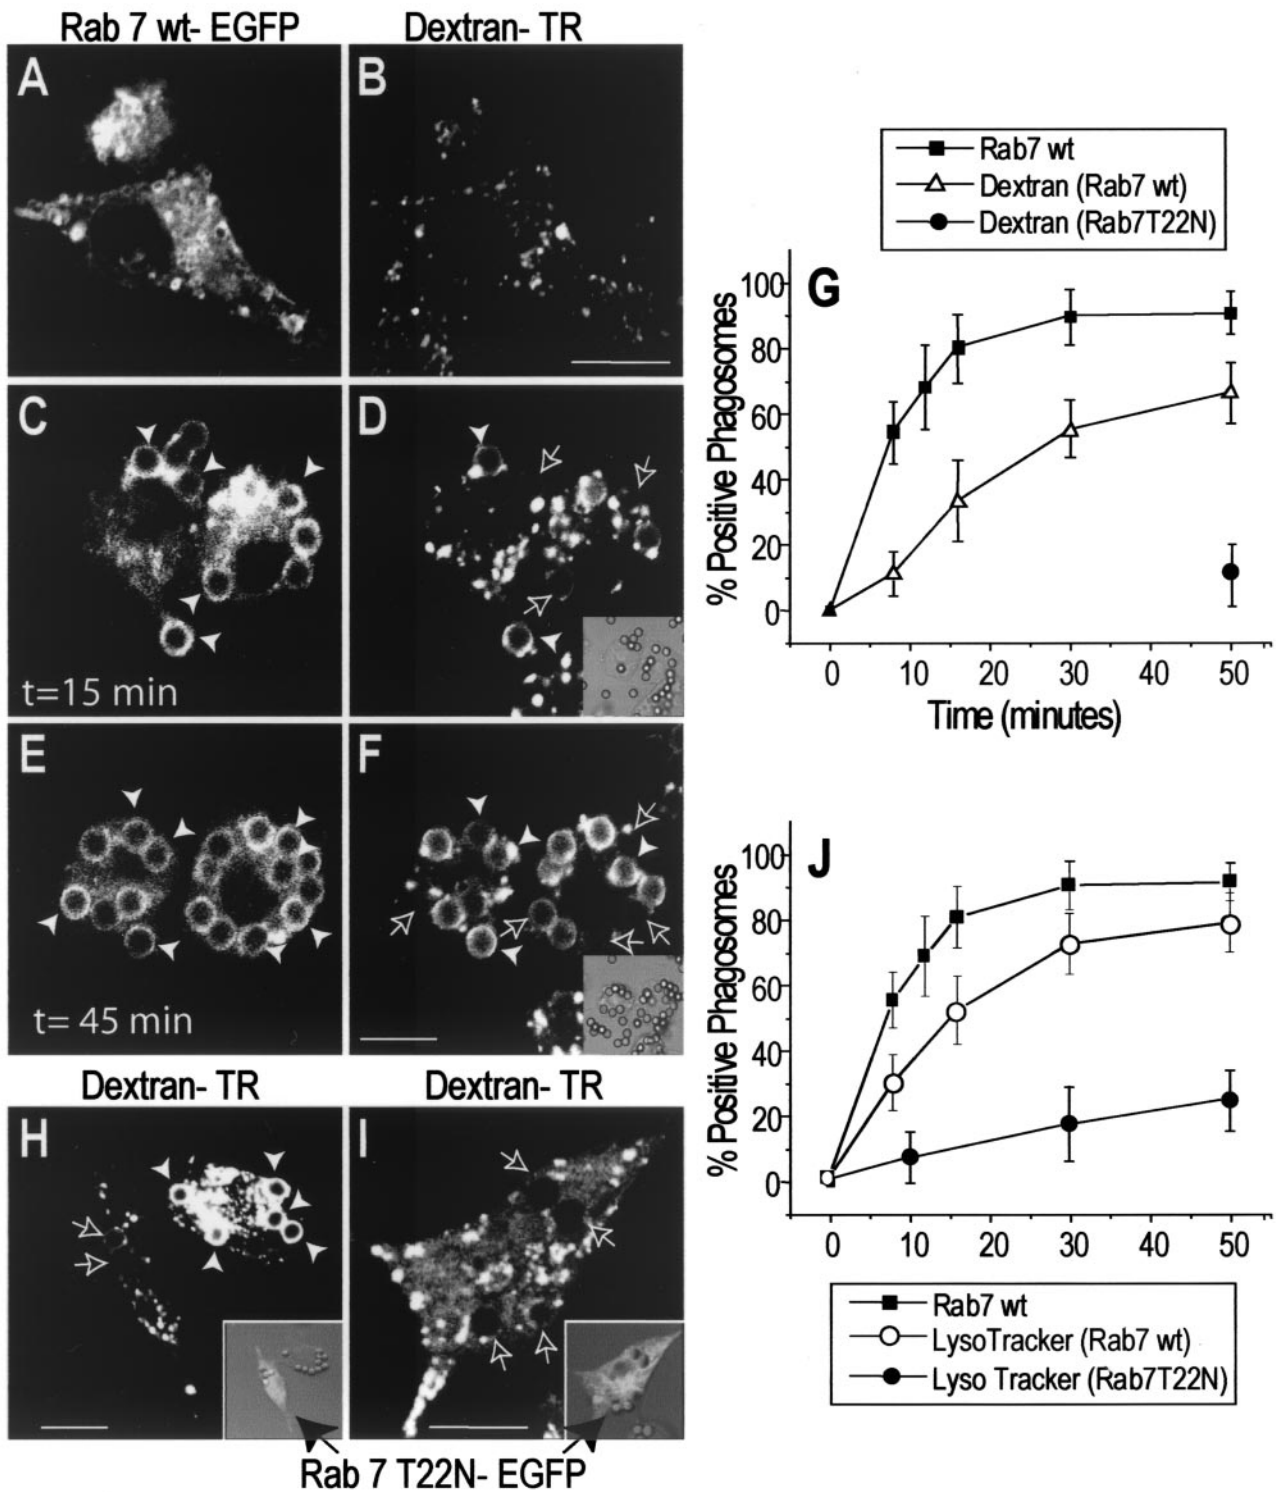 Rab 7 wt- EGFP
Dextran- TR
A
B
C
D
t=15 min
E
F
t= 45 min
Dextran- TR
Dextran- TR
H
I
Rab 7 T22N- EGFP
Rab7 wt
Dextran (Rab7 wt)
Dextran (Rab7T22N)
G
% Positive Phagosomes
100
80
60
40
20
0
0 10 20 30 40 50
Time (minutes)
J
% Positive Phagosomes
100
80
60
40
20
0
0 10 20 30 40 50
Rab7 wt
LysoTracker (Rab7 wt)
Lyso Tracker (Rab7T22N)